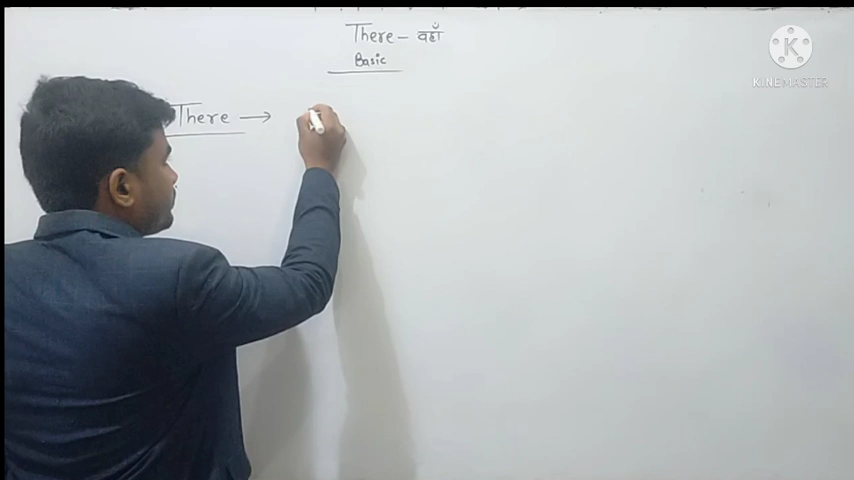 There – वहाँ
Basic
There →
KINEMASTER